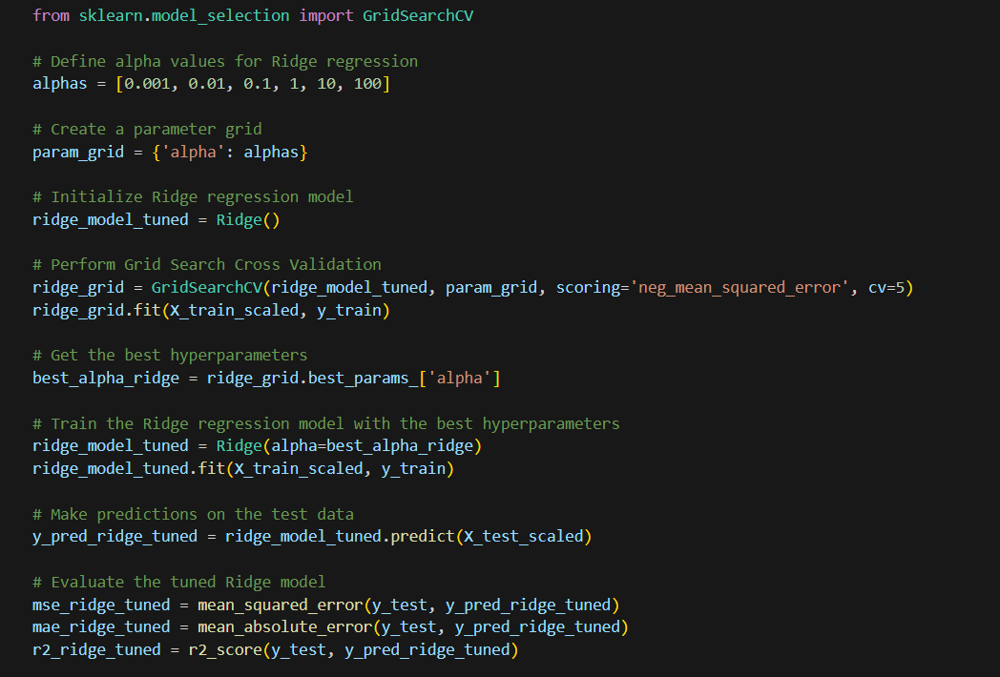 from sklearn.model_selection import GridSearchCV
# Define alpha values for Ridge regression
alphas = [0.001, 0.01, 0.1, 1, 10, 100]
# Create a parameter grid
param_grid = {'alpha': alphas}
# Initialize Ridge regression model
ridge_model_tuned = Ridge()
# Perform Grid Search Cross Validation
ridge_grid = GridSearchCV(ridge_model_tuned, param_grid, scoring='neg_mean_squared_error', cv=5)
ridge_grid.fit(X_train_scaled, y_train)
# Get the best hyperparameters
best_alpha_ridge = ridge_grid.best_params_['alpha']
# Train the Ridge regression model with the best hyperparameters
ridge_model_tuned = Ridge(alpha=best_alpha_ridge)
ridge_model_tuned.fit(X_train_scaled, y_train)
# Make predictions on the test data
y_pred_ridge_tuned = ridge_model_tuned.predict(X_test_scaled)
# Evaluate the tuned Ridge model
mse_ridge_tuned = mean_squared_error(y_test, y_pred_ridge_tuned)
mae_ridge_tuned = mean_absolute_error(y_test, y_pred_ridge_tuned)
r2_ridge_tuned = r2_score(y_test, y_pred_ridge_tuned)